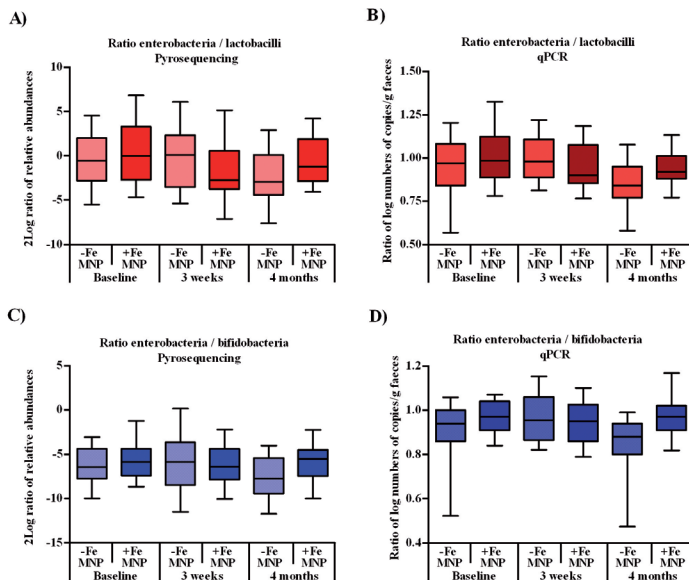 A)
Ratio enterobacteria / lactobacilli
Pyrosequencing
2Log ratio of relative abundances
10
5
0
-5
-10
-Fe +Fe -Fe +Fe -Fe +Fe
MNP MNP MNP MNP MNP MNP
Baseline 3 weeks 4 months
B)
Ratio enterobacteria / lactobacilli
qPCR
Ratio of log numbers of copies/g faeces
1.50
1.25
1.00
0.75
0.50
-Fe +Fe -Fe +Fe -Fe +Fe
MNP MNP MNP MNP MNP MNP
Baseline 3 weeks 4 months
C)
Ratio enterobacteria / bifidobacteria
Pyrosequencing
2Log ratio of relative abundances
5
0
-5
-10
-15
-Fe +Fe -Fe +Fe -Fe +Fe
MNP MNP MNP MNP MNP MNP
Baseline 3 weeks 4 months
D)
Ratio enterobacteria / bifidobacteria
qPCR
Ratio of log numbers of copies/g faeces
1.2
1.0
0.8
0.6
0.4
-Fe +Fe -Fe +Fe -Fe +Fe
MNP MNP MNP MNP MNP MNP
Baseline 3 weeks 4 months